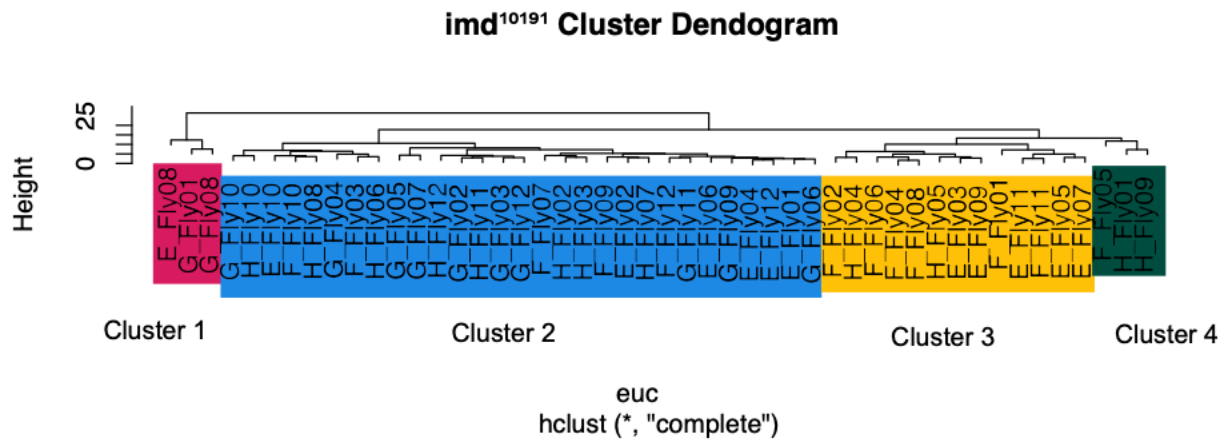 imd¹⁰¹⁹¹ Cluster Dendogram
Height
25
0
E_Fly08
G_Fly01
G_Fly08
G_Fly10
H_Fly10
E_Fly10
F_Fly10
H_Fly08
G_Fly04
F_Fly03
H_Fly06
G_Fly05
G_Fly07
H_Fly12
G_Fly02
H_Fly11
G_Fly03
G_Fly12
F_Fly07
H_Fly02
H_Fly03
F_Fly09
E_Fly02
H_Fly07
F_Fly12
G_Fly11
E_Fly06
G_Fly09
E_Fly04
E_Fly12
E_Fly01
G_Fly06
F_Fly02
H_Fly04
F_Fly06
F_Fly04
F_Fly08
H_Fly05
E_Fly03
E_Fly09
F_Fly01
E_Fly11
F_Fly11
E_Fly05
E_Fly07
F_Fly05
H_Fly01
H_Fly09
Cluster 1
Cluster 2
Cluster 3
Cluster 4
euc
hclust (*, "complete")